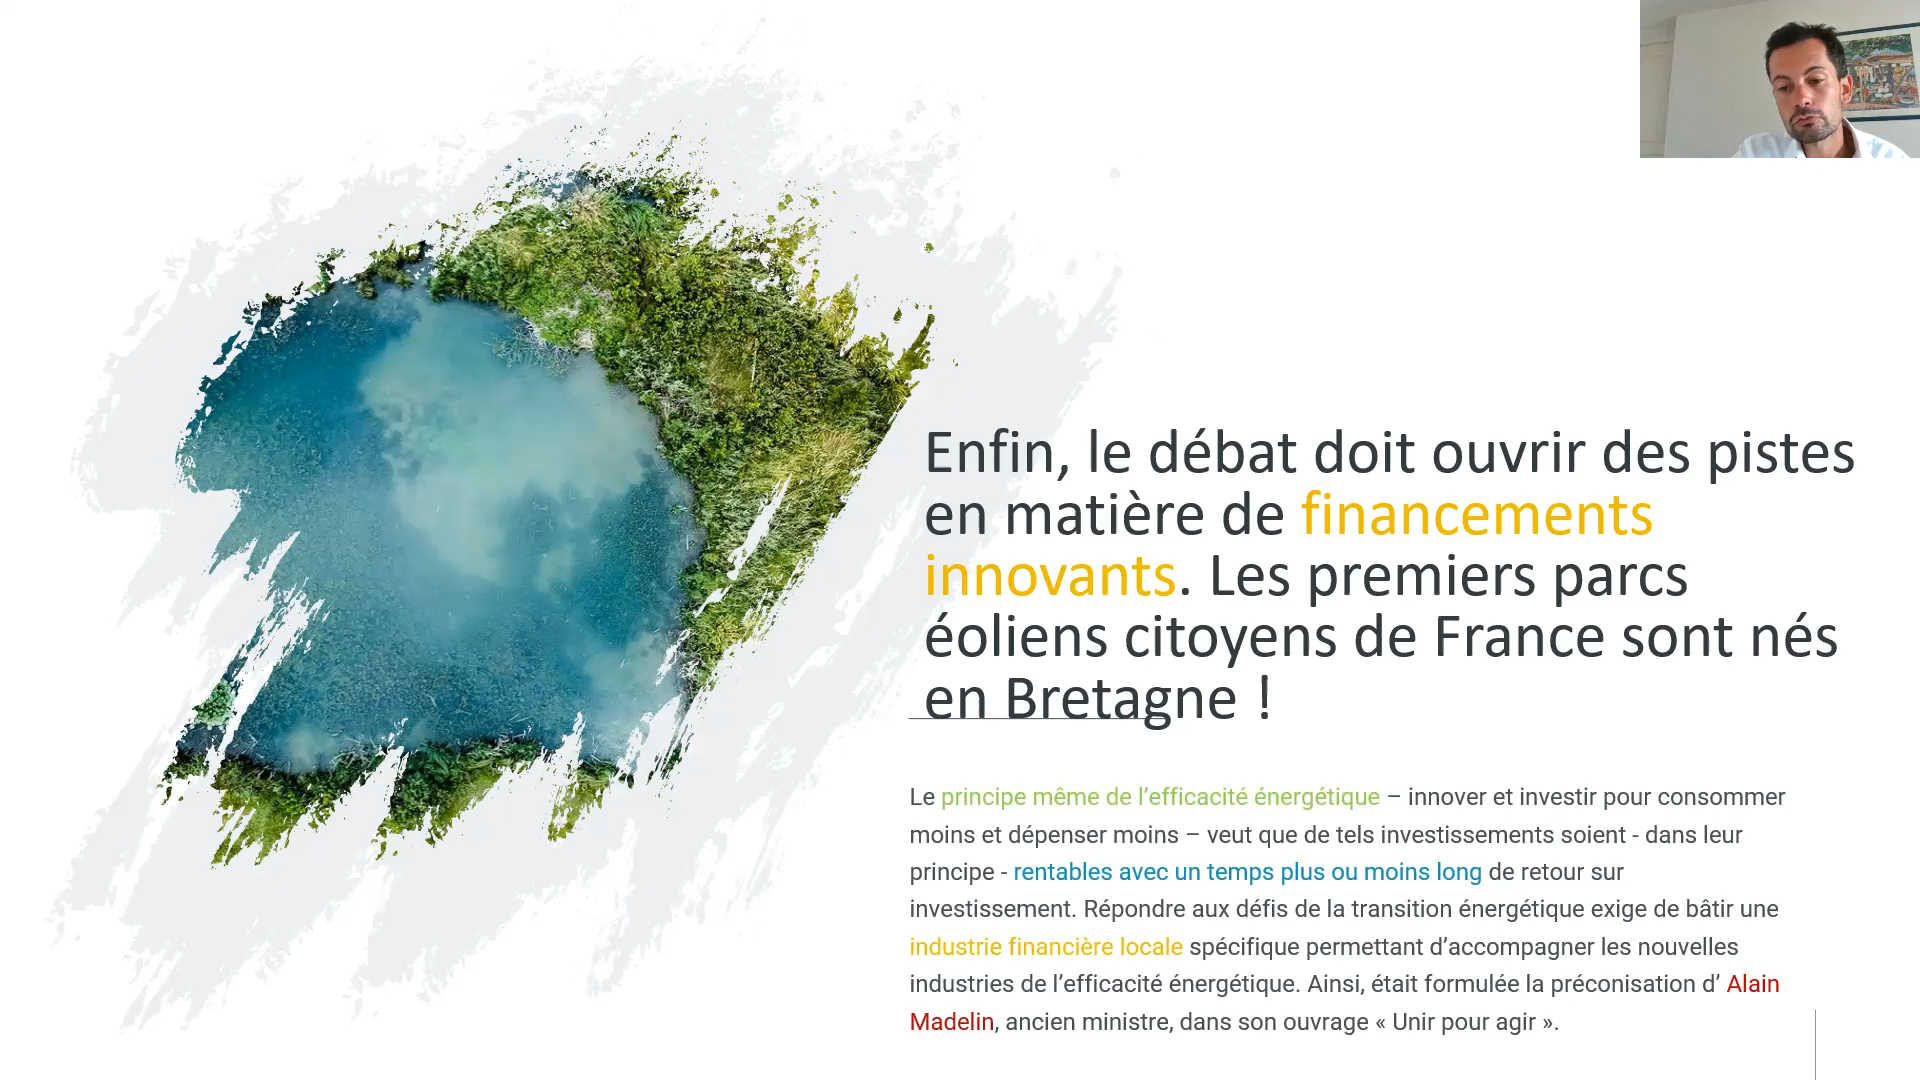 Enfin, le débat doit ouvrir des pistes
en matière de financements
innovants. Les premiers parcs
éoliens citoyens de France sont nés
en Bretagne !
Le principe même de l’efficacité énergétique – innover et investir pour consommer
moins et dépenser moins – veut que de tels investissements soient - dans leur
principe - rentables avec un temps plus ou moins long de retour sur
investissement. Répondre aux défis de la transition énergétique exige de bâtir une
industrie financière locale spécifique permettant d’accompagner les nouvelles
industries de l’efficacité énergétique. Ainsi, était formulée la préconisation d’ Alain
Madelin, ancien ministre, dans son ouvrage « Unir pour agir ».